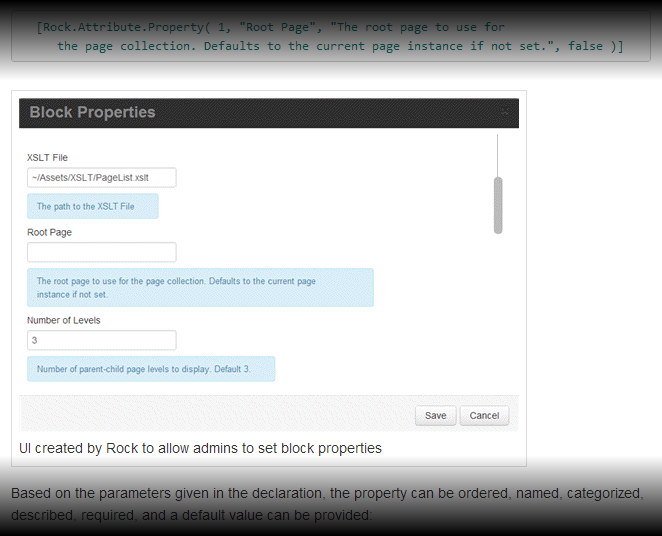 [Rock.Attribute.Property( 1, "Root Page", "The root page to use for
the page collection. Defaults to the current page instance if not set.", false )]
Block Properties
XSLT File
~/Assets/XSLT/PageList.xslt
The path to the XSLT File
Root Page
The root page to use for the page collection. Defaults to the current page
instance if not set.
Number of Levels
3
Number of parent-child page levels to display. Default 3.
Save Cancel
UI created by Rock to allow admins to set block properties
Based on the parameters given in the declaration, the property can be ordered, named, categorized,
described, required, and a default value can be provided: